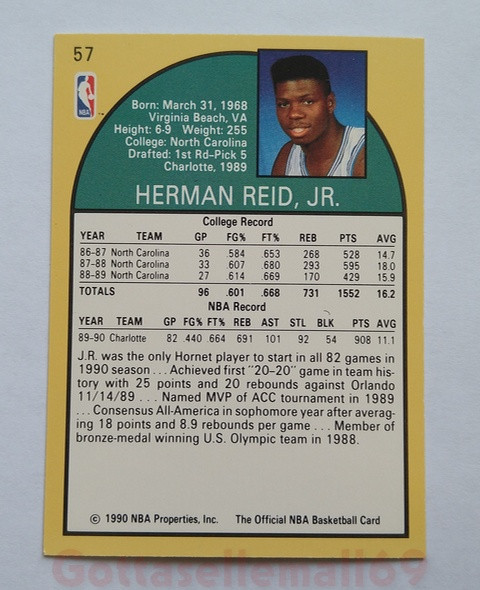 57
NBA
Born: March 31, 1968
Virginia Beach, VA
Height: 6-9 Weight: 255
College: North Carolina
Drafted: 1st Rd–Pick 5
Charlotte, 1989
HERMAN REID, JR.
College Record
YEAR TEAM GP FG% FT% REB PTS AVG
86-87 North Carolina 36 .584 .653 268 528 14.7
87-88 North Carolina 33 .607 .680 293 595 18.0
88-89 North Carolina 27 .614 .669 170 429 15.9
TOTALS 96 .601 .668 731 1552 16.2
NBA Record
YEAR TEAM GP FG% FT% REB AST STL BLK PTS AVG
89-90 Charlotte 82 .440 .664 691 101 92 54 908 11.1
J.R. was the only Hornet player to start in all 82 games in
1990 season . . . Achieved first "20–20" game in team his-
tory with 25 points and 20 rebounds against Orlando
11/14/89 . . . Named MVP of ACC tournament in 1989
. . . Consensus All-America in sophomore year after averag-
ing 18 points and 8.9 rebounds per game . . . Member of
bronze-medal winning U.S. Olympic team in 1988.
© 1990 NBA Properties, Inc. The Official NBA Basketball Card
Gottasellemall69